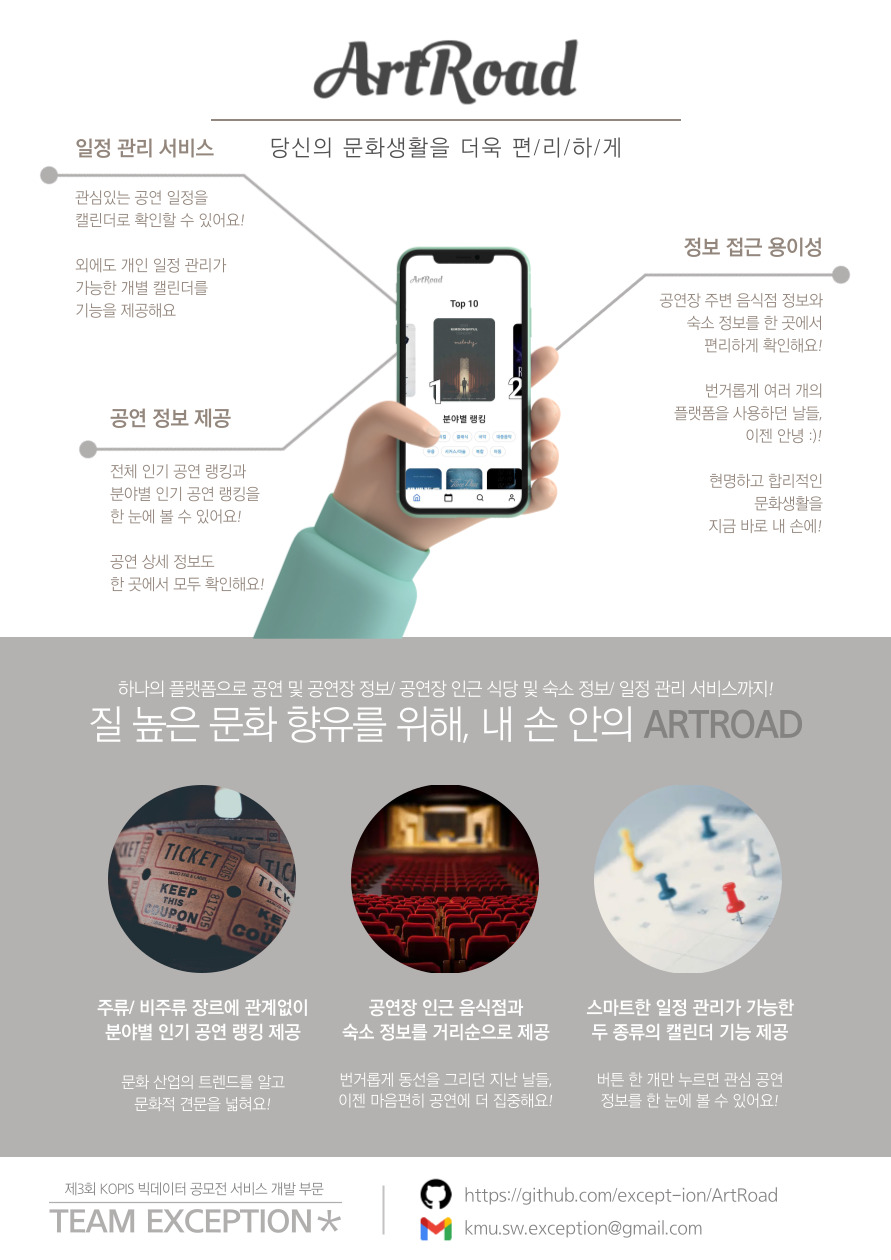 ArtRoad
당신의 문화생활을 더욱 편/리/하/게
일정 관리 서비스
관심있는 공연 일정을
캘린더로 확인할 수 있어요!
외에도 개인 일정 관리가
가능한 개별 캘린더를
기능을 제공해요
공연 정보 제공
전체 인기 공연 랭킹과
분야별 인기 공연 랭킹을
한 눈에 볼 수 있어요!
공연 상세 정보도
한 곳에서 모두 확인해요!
정보 접근 용이성
공연장 주변 음식점 정보와
숙소 정보를 한 곳에서
편리하게 확인해요!
번거롭게 여러 개의
플랫폼을 사용하던 날들,
이젠 안녕 :)!
현명하고 합리적인
문화생활을
지금 바로 내 손에!
ArtRoad
Top 10
melody
1
2
분야별 랭킹
하나의 플랫폼으로 공연 및 공연장 정보/ 공연장 인근 식당 및 숙소 정보/ 일정 관리 서비스까지!
질 높은 문화 향유를 위해, 내 손 안의 ARTROAD
TICKET
KEEP
THIS
COUPON
817205
주류/ 비주류 장르에 관계없이
분야별 인기 공연 랭킹 제공
문화 산업의 트렌드를 알고
문화적 견문을 넓혀요!
공연장 인근 음식점과
숙소 정보를 거리순으로 제공
번거롭게 동선을 그리던 지난 날들,
이젠 마음편히 공연에 더 집중해요!
스마트한 일정 관리가 가능한
두 종류의 캘린더 기능 제공
버튼 한 개만 누르면 관심 공연
정보를 한 눈에 볼 수 있어요!
제3회 KOPIS 빅데이터 공모전 서비스 개발 부문
TEAM EXCEPTION*
https://github.com/except-ion/ArtRoad
kmu.sw.exception@gmail.com